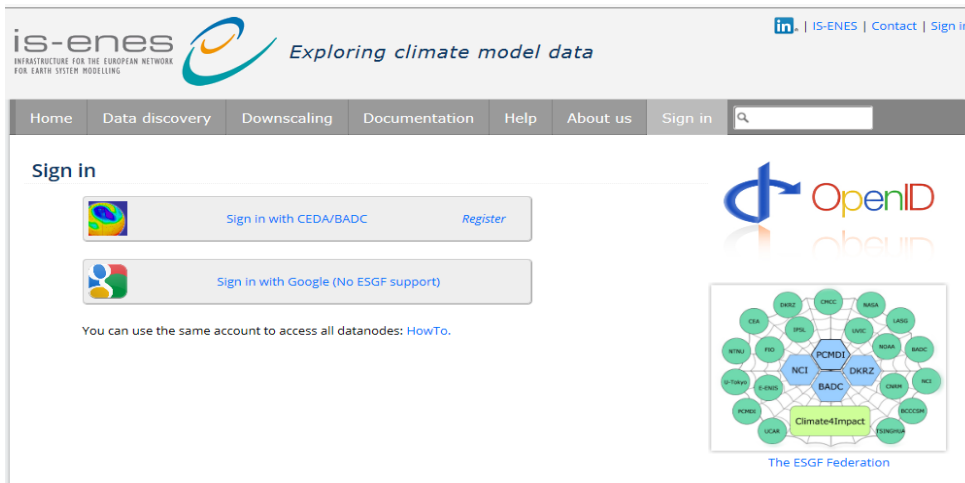 is-enes
INFRASTRUCTURE FOR THE EUROPEAN NETWORK
FOR EARTH SYSTEM MODELLING
Exploring climate model data
in. | IS-ENES | Contact | Sign in
Home Data discovery Downscaling Documentation Help About us Sign in
Sign in
Sign in with CEDA/BADC Register
Sign in with Google (No ESGF support)
You can use the same account to access all datanodes: HowTo.
OpenID
DKRZ CMCC NASA
CEA IPSL UVIC LASG
NTNU FIO PCMDI NOAA BADC
NCI DKRZ
U-Tokyo E-ENES BADC CNRM NCI
PCMDI Climate4Impact BCCCSM
UCAR TSINGHUA
The ESGF Federation